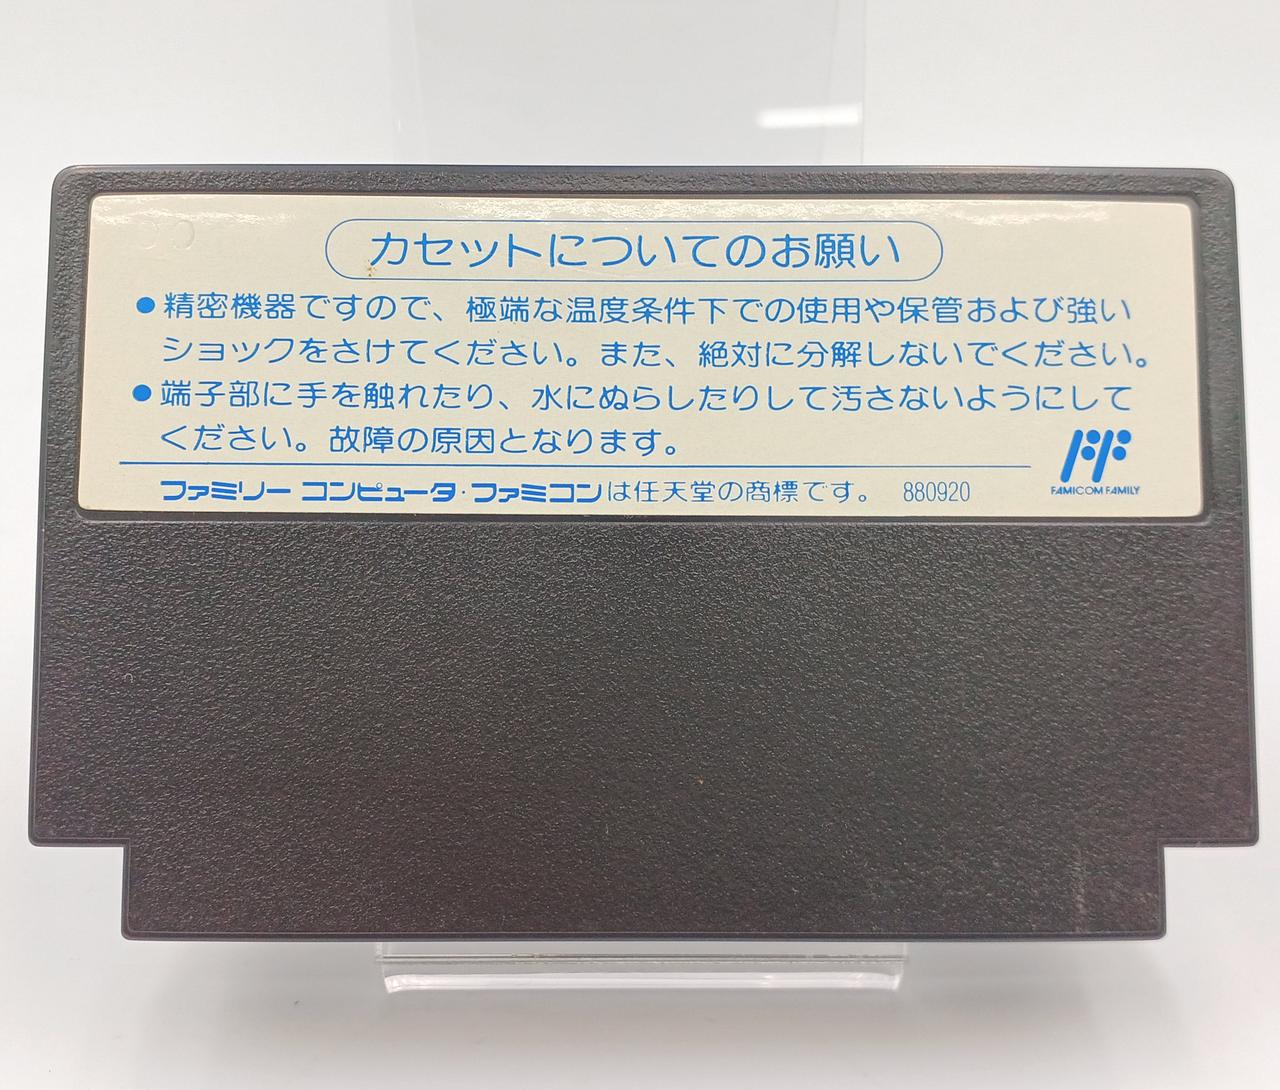 カセットについてのお願い
●精密機器ですので、極端な温度条件下での使用や保管および強い
ショックをさけてください。また、絶対に分解しないでください。
●端子部に手を触れたり、水にぬらしたりして汚さないようにして
ください。故障の原因となります。
ファミリー コンピュータ・ファミコンは任天堂の商標です。 880920
FAMICOM FAMILY